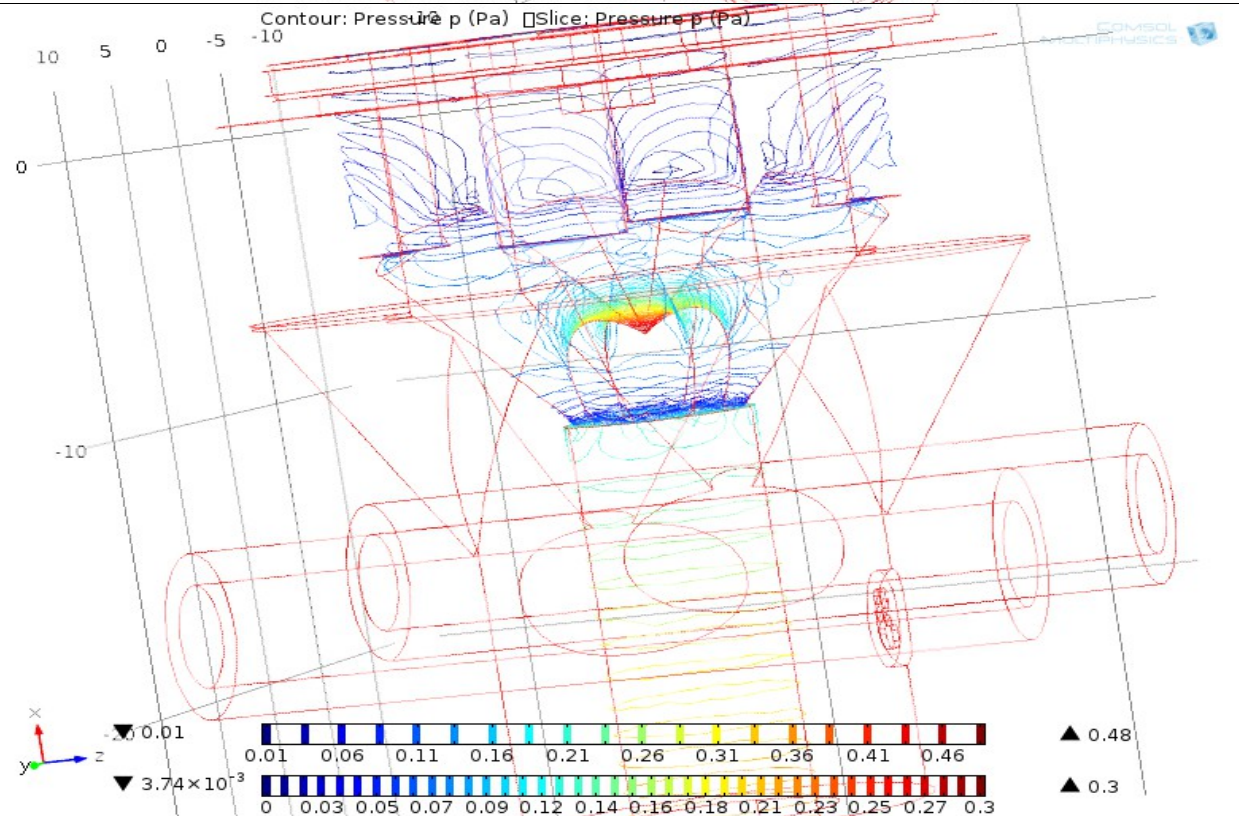 Contour: Pressure p (Pa) Slice: Pressure p (Pa)
COMSOL
MULTIPHYSICS
10 5 0 -5 -10
-10
0
-10
x
y z
▼ 0.01 ▲ 0.48
0.01 0.06 0.11 0.16 0.21 0.26 0.31 0.36 0.41 0.46
▼ 3.74×10⁻³ ▲ 0.3
0 0.03 0.05 0.07 0.09 0.12 0.14 0.16 0.18 0.21 0.23 0.25 0.27 0.3